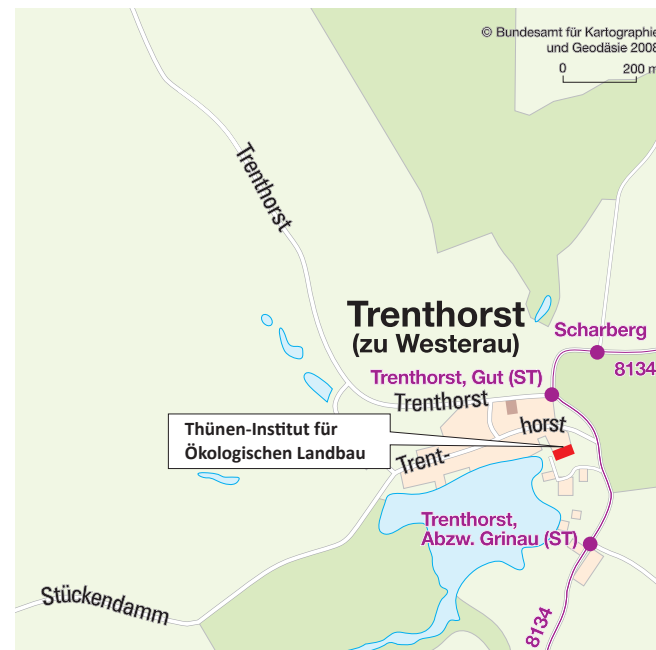 © Bundesamt für Kartographie
und Geodäsie 2008
0 200 m
Trenthorst
Trenthorst
(zu Westerau)
Scharberg
8134
Trenthorst, Gut (ST)
Trenthorst
horst
Trent-
Thünen-Institut für
Ökologischen Landbau
Trenthorst,
Abzw. Grinau (ST)
Stückendamm
8134